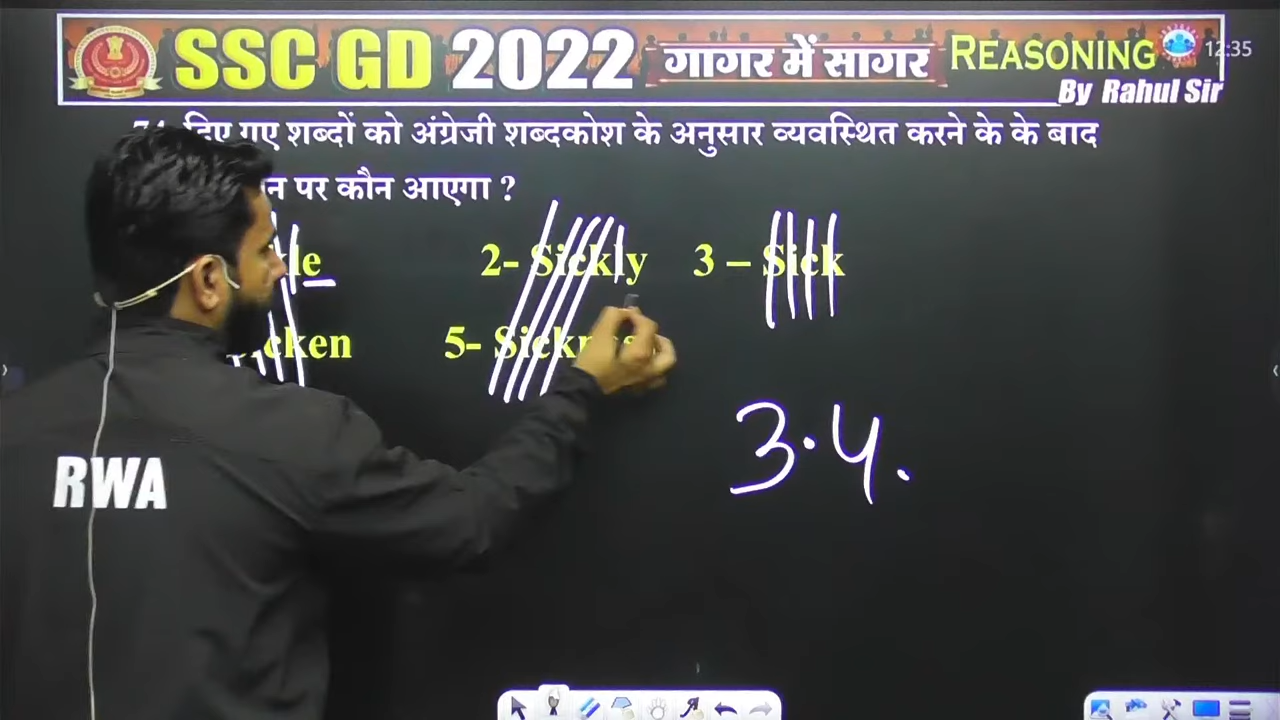 SSC GD 2022 गागर में सागर REASONING 12:35
By Rahul Sir
दिए गए शब्दों को अंग्रेजी शब्दकोश के अनुसार व्यवस्थित करने के के बाद
पर कौन आएगा ?
2- Sickly 3 – Sick
5-
3.4.
RWA